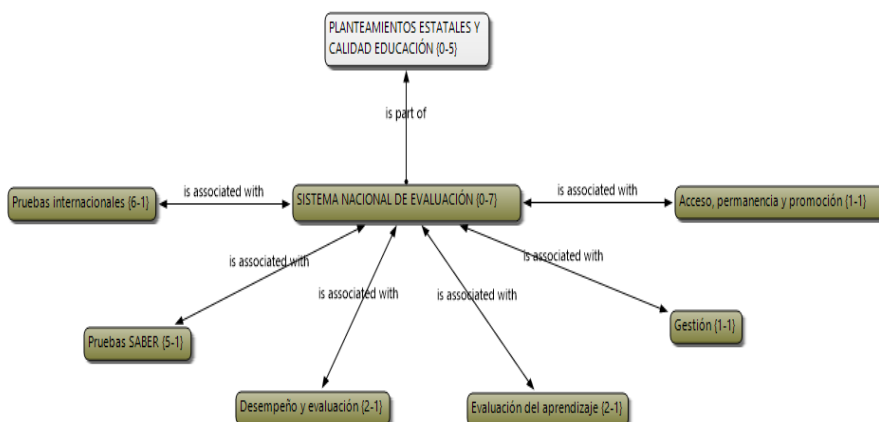 PLANTEAMIENTOS ESTATALES Y
CALIDAD EDUCACIÓN {0-5}
is part of
is associated with
is associated with
Pruebas internacionales {6-1}
SISTEMA NACIONAL DE EVALUACIÓN {0-7}
Acceso, permanencia y promoción {1-1}
is associated with
is associated with
is associated with
is associated with
Gestión {1-1}
Pruebas SABER {5-1}
Desempeño y evaluación {2-1}
Evaluación del aprendizaje {2-1}